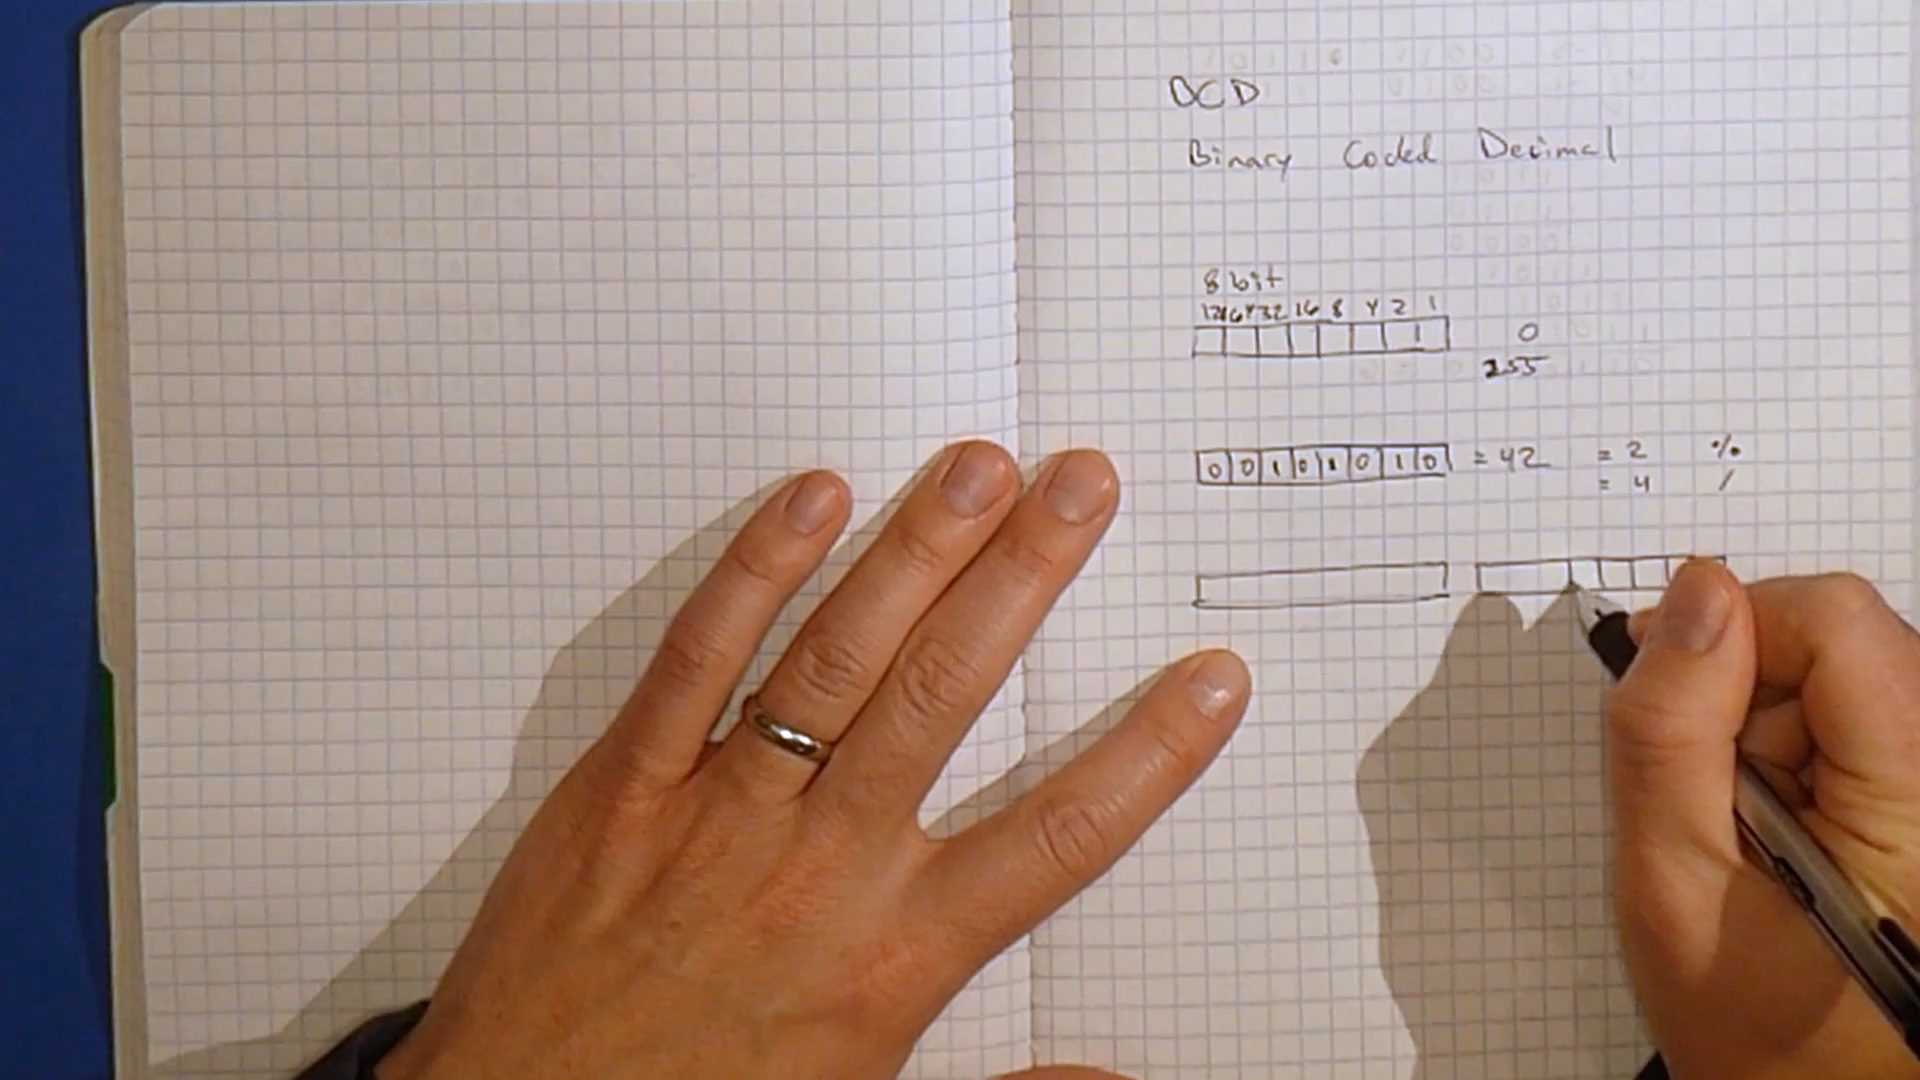 BCD
Binary Coded Decimal
8 bit
128 64 32 16 8 4 2 1
1 0
255
0 0 1 0 1 0 1 0 = 42 = 2 %
= 4 /